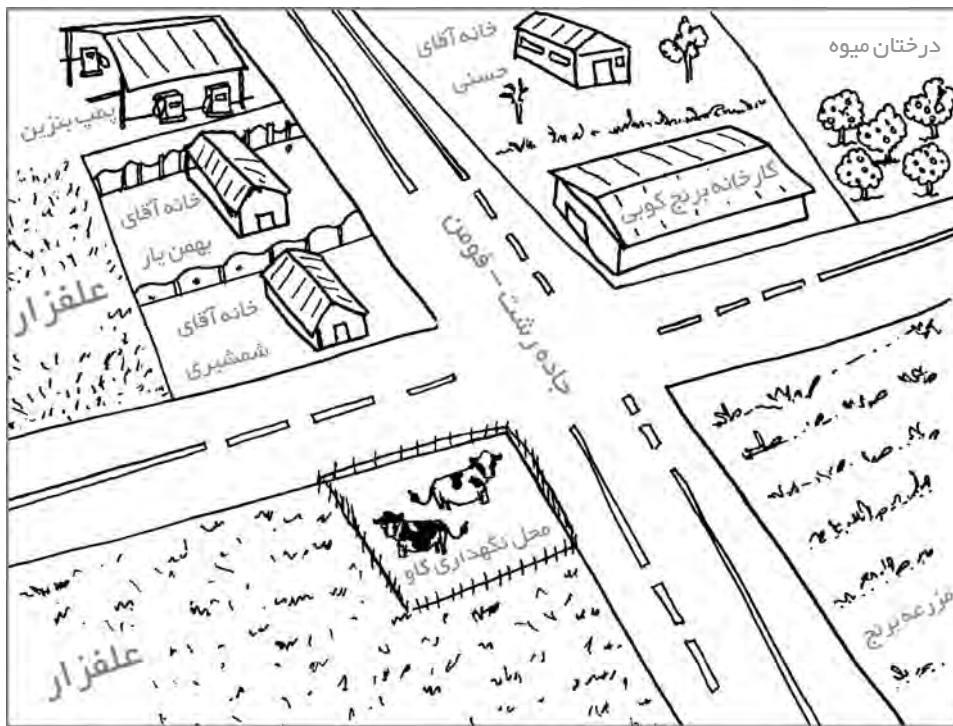 خانه آقای
حسنی
درختان میوه
پمپ بنزین
کارخانه برنج کوبی
خانه آقای
بهمن یار
جاده رشت - فومن
علفزار
خانه آقای
شمشیری
محل نگهداری گاو
مزرعه برنج
علفزار